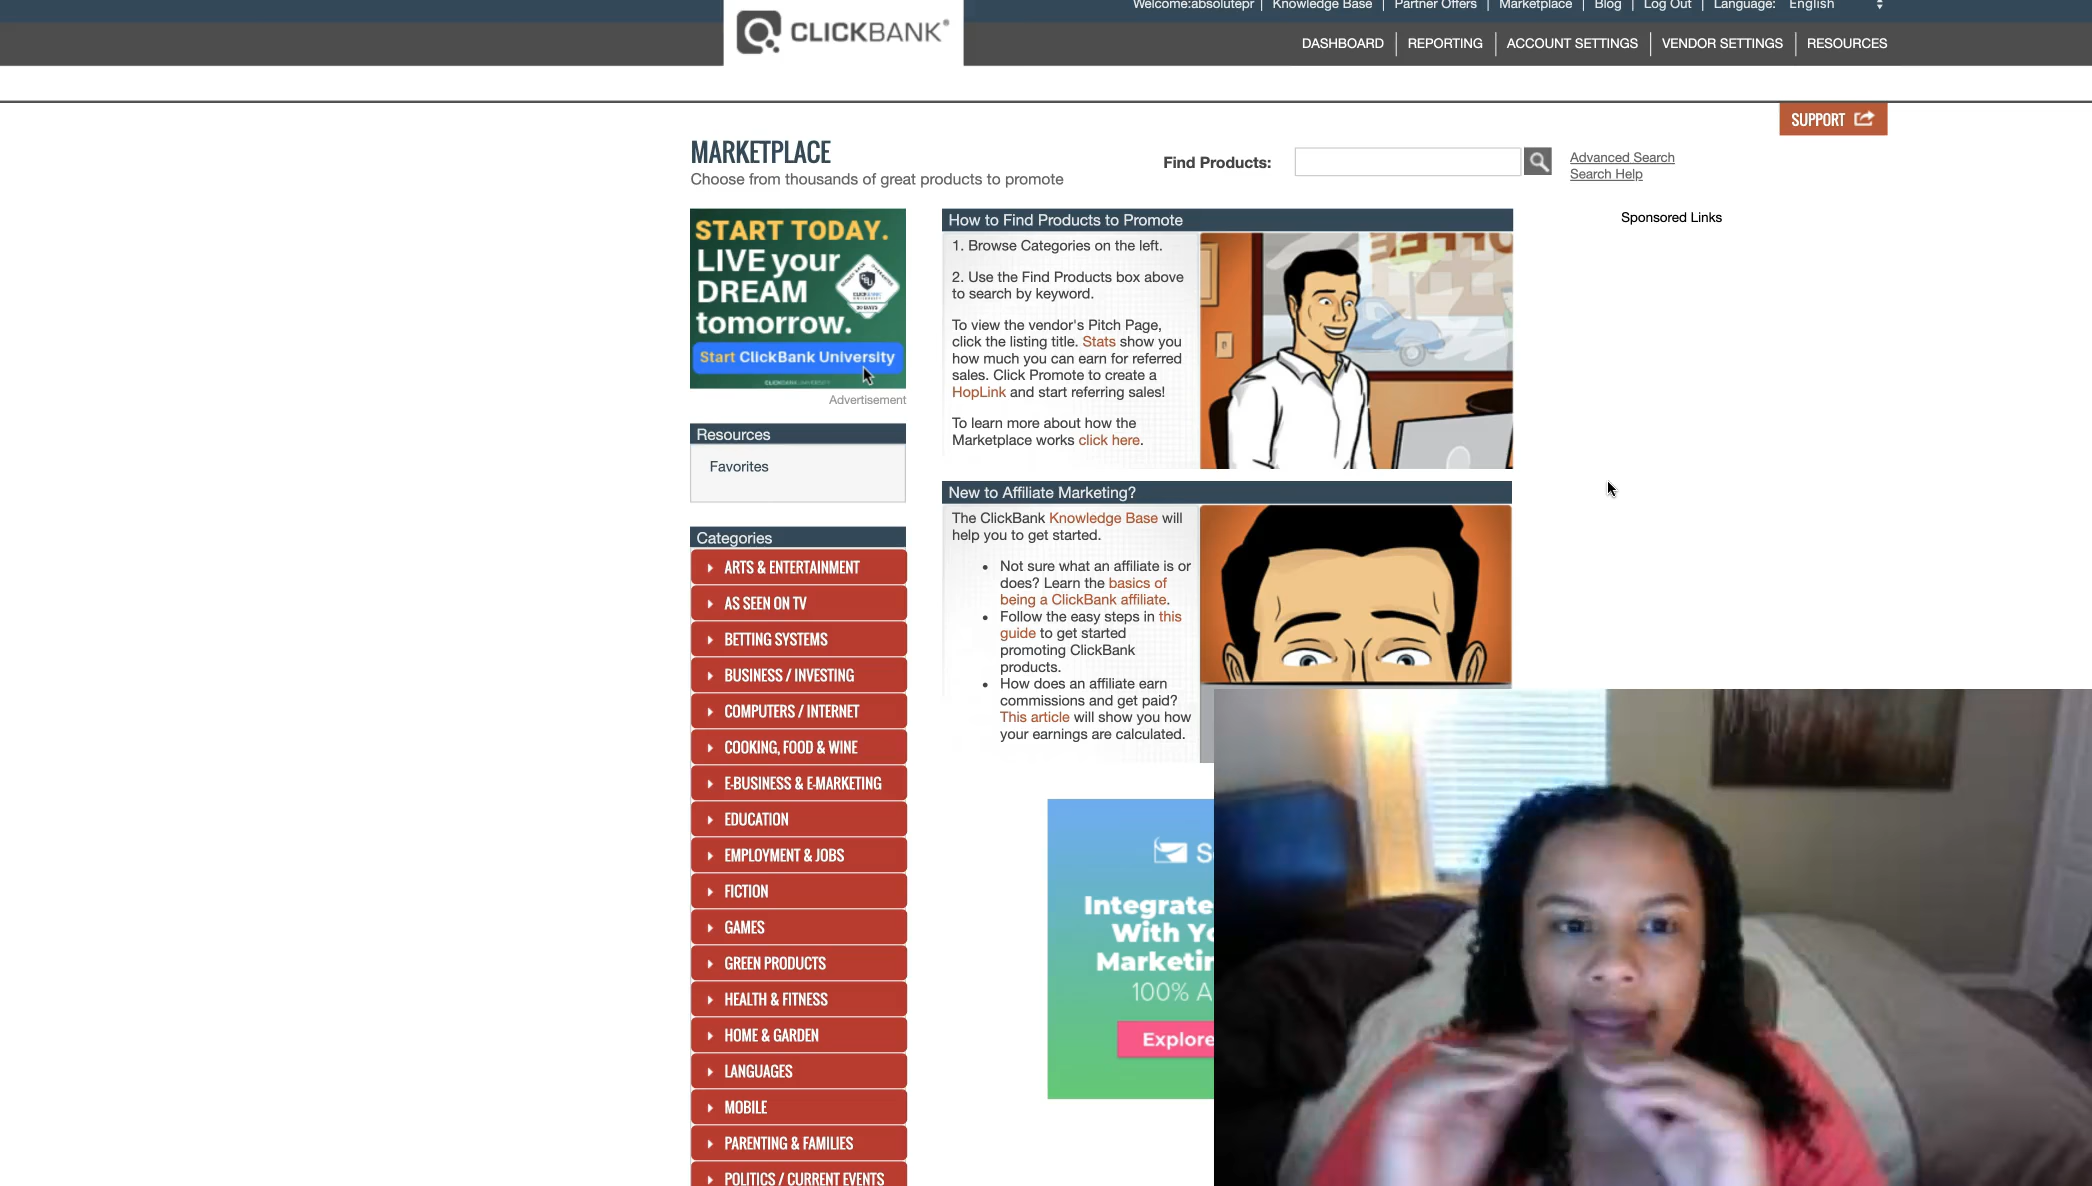 Welcome:absolutepr | Knowledge Base | Partner Offers | Marketplace | Blog | Log Out | Language: English
CLICKBANK®
DASHBOARD | REPORTING | ACCOUNT SETTINGS | VENDOR SETTINGS | RESOURCES
SUPPORT
MARKETPLACE
Choose from thousands of great products to promote
Find Products:
Advanced Search
Search Help
START TODAY.
LIVE your
DREAM
tomorrow.
Start ClickBank University
Advertisement
Resources
Favorites
Categories
ARTS & ENTERTAINMENT
AS SEEN ON TV
BETTING SYSTEMS
BUSINESS / INVESTING
COMPUTERS / INTERNET
COOKING, FOOD & WINE
E-BUSINESS & E-MARKETING
EDUCATION
EMPLOYMENT & JOBS
FICTION
GAMES
GREEN PRODUCTS
HEALTH & FITNESS
HOME & GARDEN
LANGUAGES
MOBILE
PARENTING & FAMILIES
POLITICS / CURRENT EVENTS
How to Find Products to Promote
1. Browse Categories on the left.
2. Use the Find Products box above
to search by keyword.
To view the vendor's Pitch Page,
click the listing title. Stats show you
how much you can earn for referred
sales. Click Promote to create a
HopLink and start referring sales!
To learn more about how the
Marketplace works click here.
New to Affiliate Marketing?
The ClickBank Knowledge Base will
help you to get started.
• Not sure what an affiliate is or
does? Learn the basics of
being a ClickBank affiliate.
• Follow the easy steps in this
guide to get started
promoting ClickBank
products.
• How does an affiliate earn
commissions and get paid?
This article will show you how
your earnings are calculated.
Integrate
With
Marketin
100% A
Explore
Sponsored Links